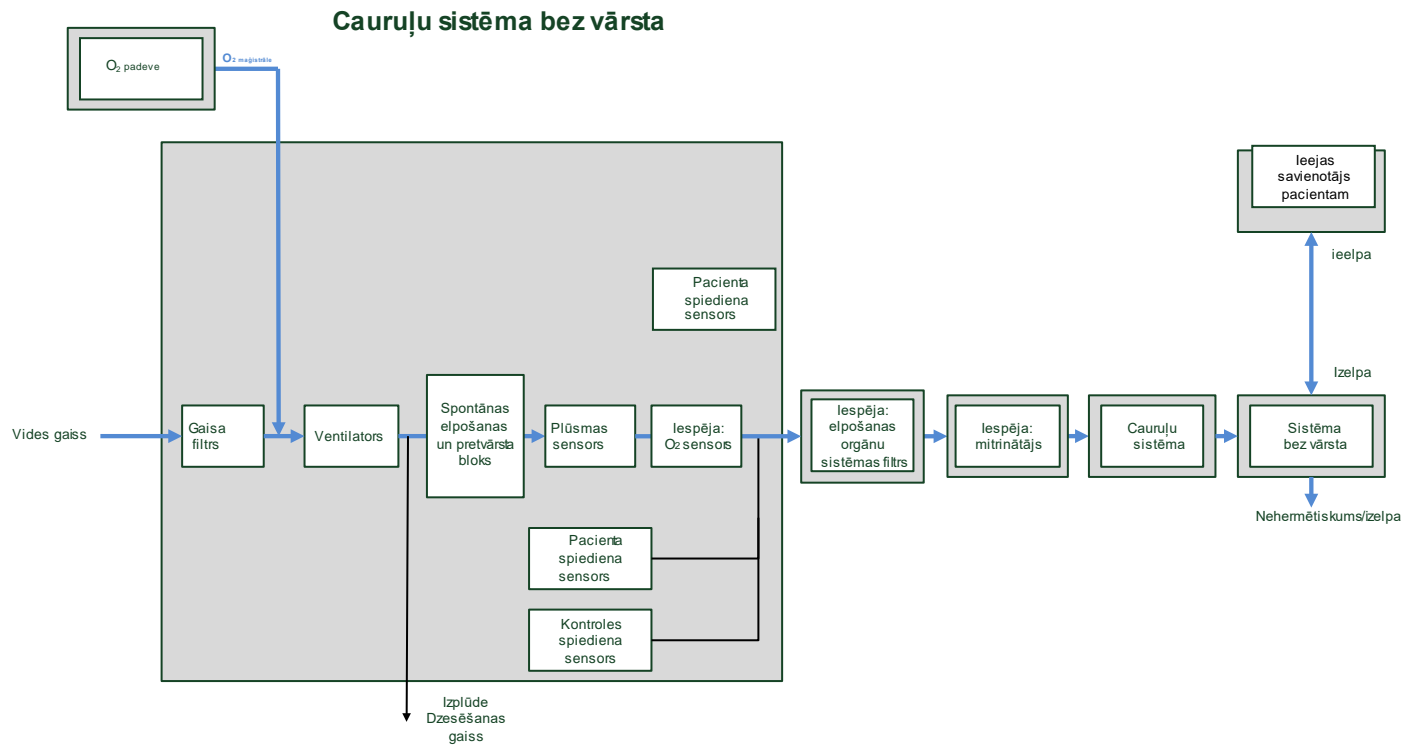 Cauruļu sistēma bez vārsta
O2 padeve
O2 maģistrāle
Ieejas
savienotājs
pacientam
ieelpa
Pacienta
spiediena
sensors
Izelpa
Vides gaiss
Gaisa
filtrs
Ventilators
Spontānas
elpošanas
un pretvārsta
bloks
Plūsmas
sensors
Iespēja:
O2 sensors
Iespēja:
elpošanas
orgānu
sistēmas filtrs
Iespēja:
mitrinātājs
Cauruļu
sistēma
Sistēma
bez vārsta
Nehermētiskums/izelpa
Pacienta
spiediena
sensors
Kontroles
spiediena
sensors
Izplūde
Dzesēšanas
gaiss